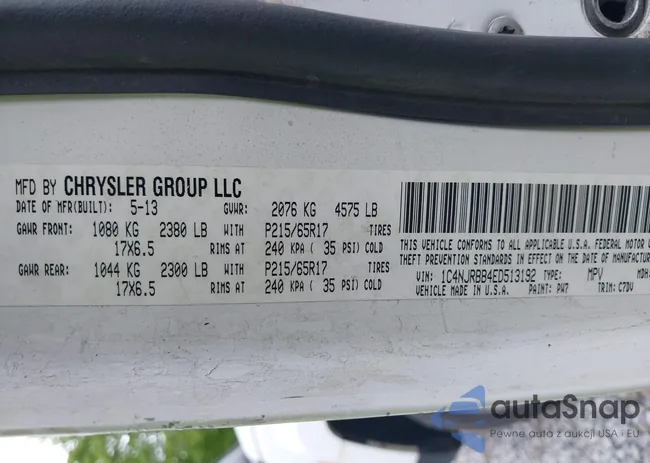 MFD BY CHRYSLER GROUP LLC
DATE OF MFR(BUILT): 5-13 GVWR: 2076 KG 4575 LB
GAWR FRONT: 1080 KG 2380 LB P215/65R17 TIRES
17X6.5 RIMS AT 240 KPA ( 35 PSI) COLD
GAWR REAR: 1044 KG 2300 LB P215/65R17 TIRES
17X6.5 RIMS AT 240 KPA ( 35 PSI) COLD
THIS VEHICLE CONFORMS TO ALL APPLICABLE U.S.A. FEDERAL MOTOR V
THEFT PREVENTION STANDARDS IN EFFECT ON THE DATE OF MAN
VIN: 1C4NJRBB4ED513192 TYPE: MPV MDH:
VEHICLE MADE IN U.S.A. PAINT: PW7 TRIM: C7DV
autoSnap
Pewne auta z aukcji USA i EU